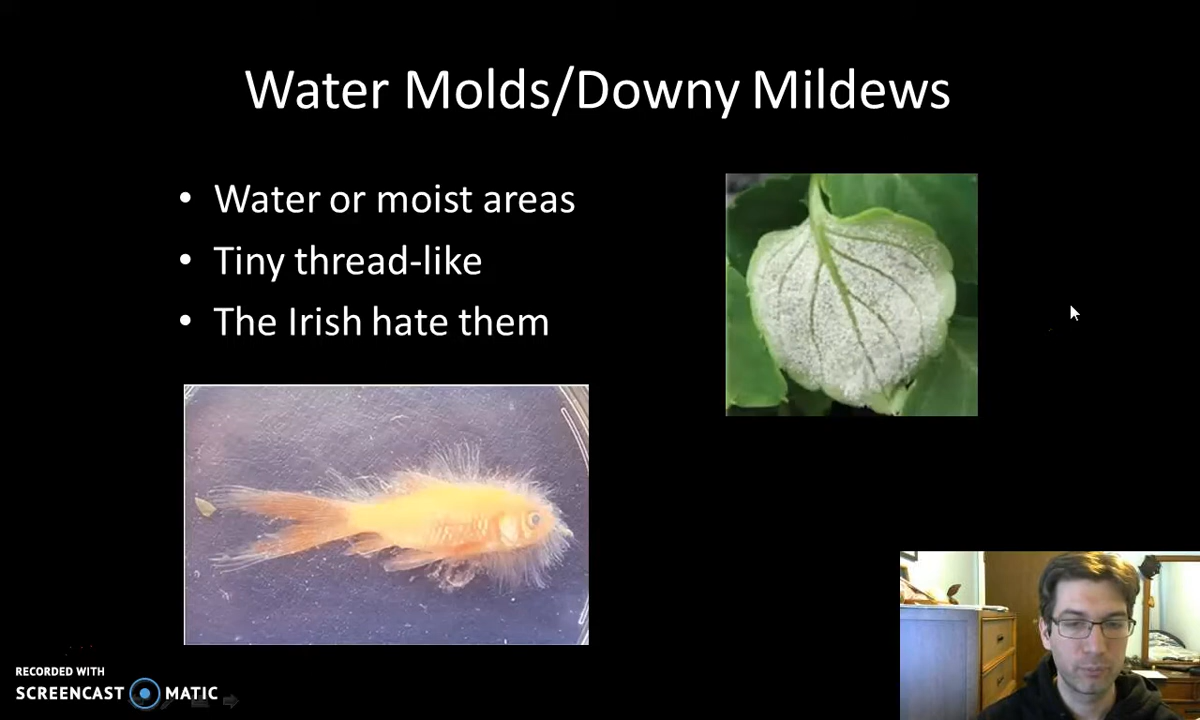 Water Molds/Downy Mildews
• Water or moist areas
• Tiny thread-like
• The Irish hate them
RECORDED WITH
SCREENCAST MATIC